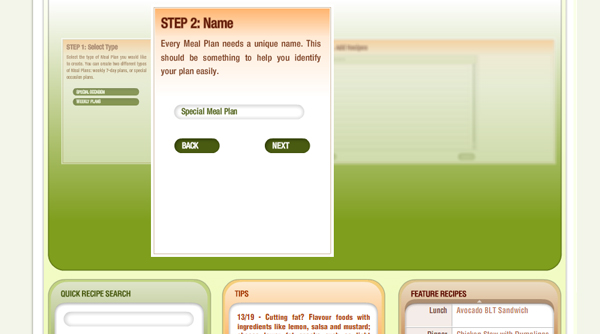 STEP 1: Select Type
Select the type of Meal Plan you would like
to create. You can create two different types
of Meal Plans: weekly 7-day plans, or special
occasion plans.
SPECIAL OCCASION
WEEKLY PLANS
STEP 2: Name
Every Meal Plan needs a unique name. This
should be something to help you identify
your plan easily.
Special Meal Plan
BACK
NEXT
Add Recipes
QUICK RECIPE SEARCH
TIPS
13/19 - Cutting fat? Flavour foods with
ingredients like lemon, salsa and mustard;
FEATURE RECIPES
Lunch
Avocado BLT Sandwich
Dinner
Chicken Stew with Dumplings